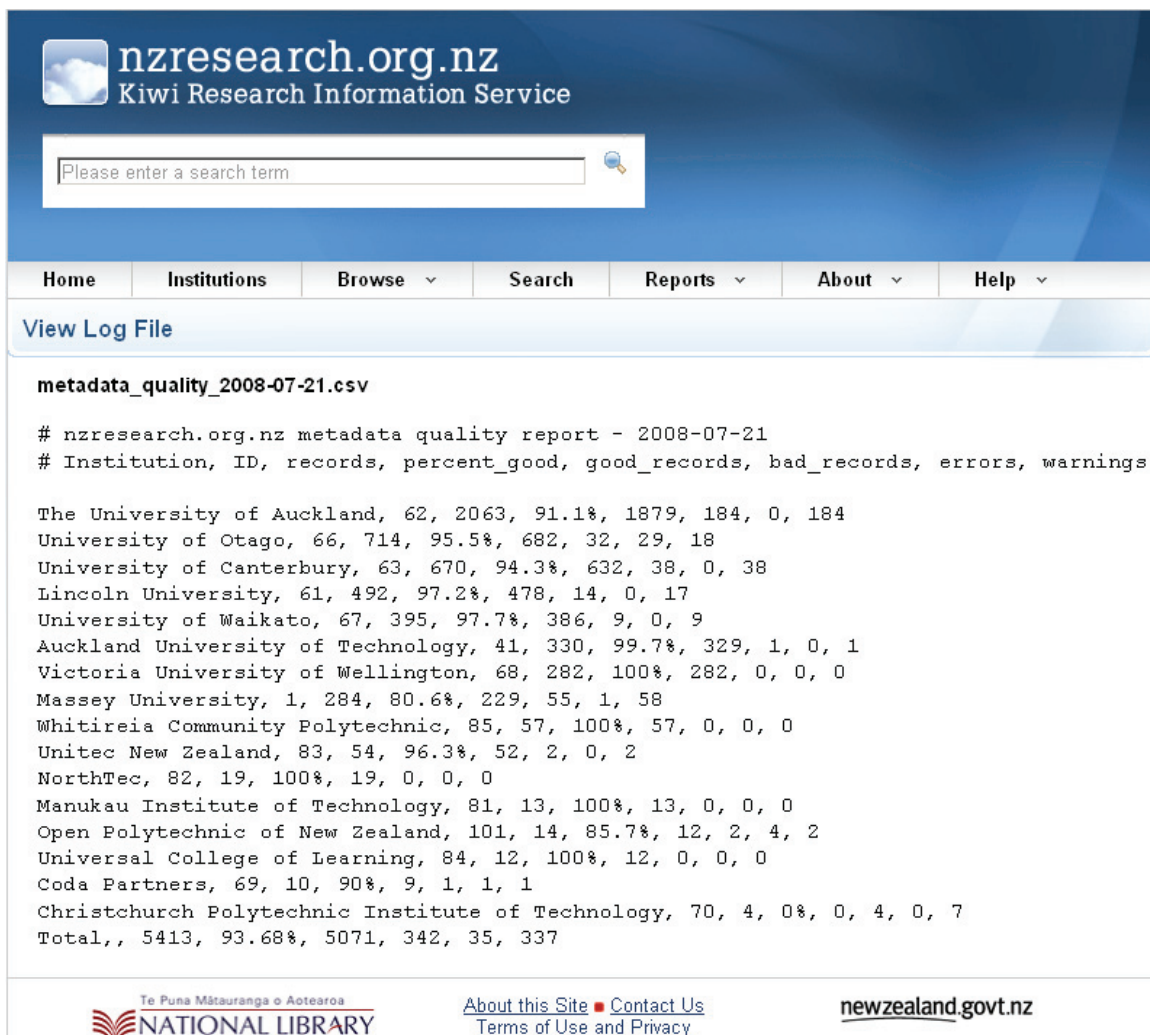 nzresearch.org.nz
Kiwi Research Information Service
Please enter a search term
Home Institutions Browse Search Reports About Help
View Log File
metadata_quality_2008-07-21.csv
# nzresearch.org.nz metadata quality report - 2008-07-21
# Institution, ID, records, percent_good, good_records, bad_records, errors, warnings
The University of Auckland, 62, 2063, 91.1%, 1879, 184, 0, 184
University of Otago, 66, 714, 95.5%, 682, 32, 29, 18
University of Canterbury, 63, 670, 94.3%, 632, 38, 0, 38
Lincoln University, 61, 492, 97.2%, 478, 14, 0, 17
University of Waikato, 67, 395, 97.7%, 386, 9, 0, 9
Auckland University of Technology, 41, 330, 99.7%, 329, 1, 0, 1
Victoria University of Wellington, 68, 282, 100%, 282, 0, 0, 0
Massey University, 1, 284, 80.6%, 229, 55, 1, 58
Whitireia Community Polytechnic, 85, 57, 100%, 57, 0, 0, 0
Unitec New Zealand, 83, 54, 96.3%, 52, 2, 0, 2
NorthTec, 82, 19, 100%, 19, 0, 0, 0
Manukau Institute of Technology, 81, 13, 100%, 13, 0, 0, 0
Open Polytechnic of New Zealand, 101, 14, 85.7%, 12, 2, 4, 2
Universal College of Learning, 84, 12, 100%, 12, 0, 0, 0
Coda Partners, 69, 10, 90%, 9, 1, 1, 1
Christchurch Polytechnic Institute of Technology, 70, 4, 0%, 0, 4, 0, 7
Total,, 5413, 93.68%, 5071, 342, 35, 337
Te Puna Mātauranga o Aotearoa
NATIONAL LIBRARY
About this Site Contact Us
Terms of Use and Privacy
newzealand.govt.nz